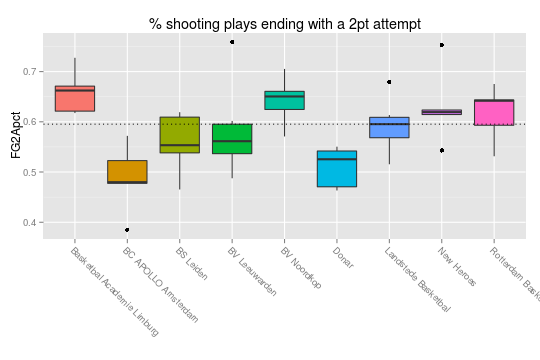 % shooting plays ending with a 2pt attempt
FG2Apct
0.7
0.6
0.5
0.4
Basketbal Academie Limburg
BC APOLLO Amsterdam
BS Leiden
BV Leeuwarden
BV Noordkop
Donar
Landstede Basketbal
New Heroes
Rotterdam Bask